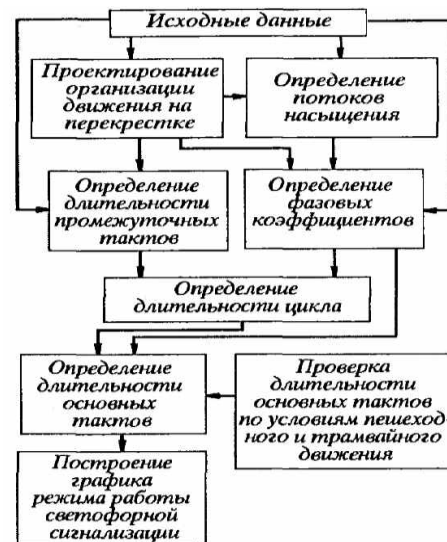 Исходные данные
Проектирование
организации
движения на
перекрестке
Определение
потоков
насыщения
Определение
длительности
промежуточных
тактов
Определение
фазовых
коэффициентов
Определение
длительности цикла
Определение
длительности
основных
тактов
Проверка
длительности
основных тактов
по условиям пешеход-
ного и трамвайного
движения
Построение
графика
режима работы
светофорной
сигнализации